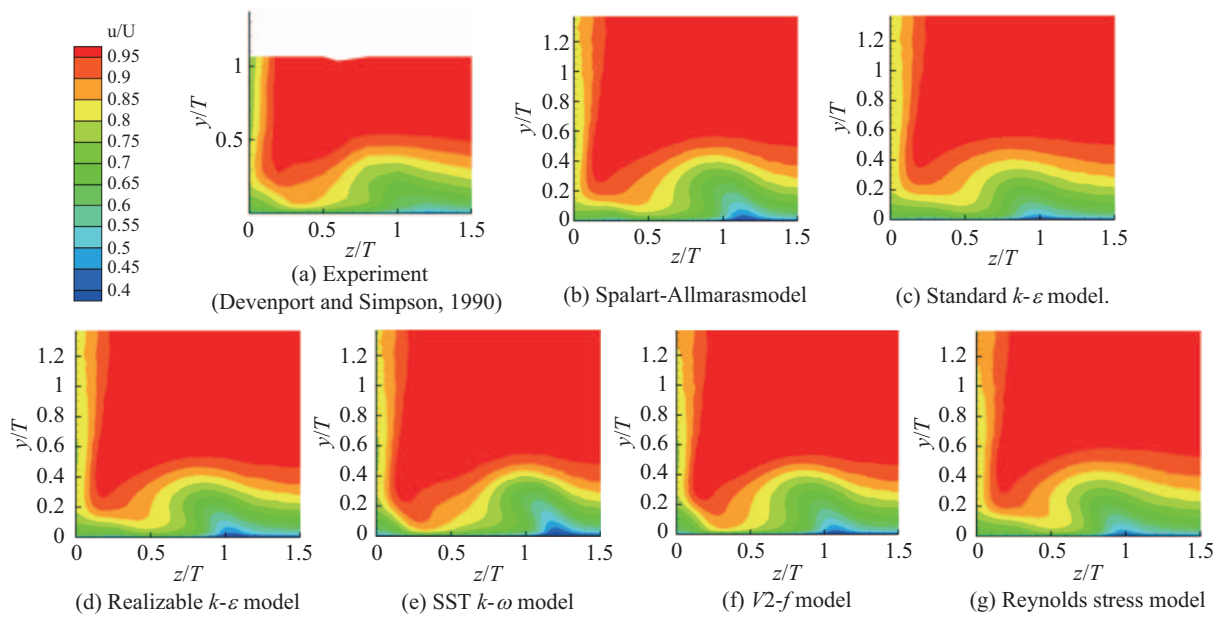 u/U
0.95
0.9
0.85
0.8
0.75
0.7
0.65
0.6
0.55
0.5
0.45
0.4
y/T
1
0.5
0 0.5 1 1.5
z/T
(a) Experiment
(Devenport and Simpson, 1990)
y/T
1.2
1
0.8
0.6
0.4
0.2
0
0 0.5 1 1.5
z/T
(b) Spalart-Allmarasmodel
y/T
1.2
1
0.8
0.6
0.4
0.2
0
0 0.5 1 1.5
z/T
(c) Standard k-ε model.
y/T
1.2
1
0.8
0.6
0.4
0.2
0
0 0.5 1 1.5
z/T
(d) Realizable k-ε model
y/T
1.2
1
0.8
0.6
0.4
0.2
0
0 0.5 1 1.5
z/T
(e) SST k-ω model
y/T
1.2
1
0.8
0.6
0.4
0.2
0
0 0.5 1 1.5
z/T
(f) V2-f model
y/T
1.2
1
0.8
0.6
0.4
0.2
0
0 0.5 1 1.5
z/T
(g) Reynolds stress model